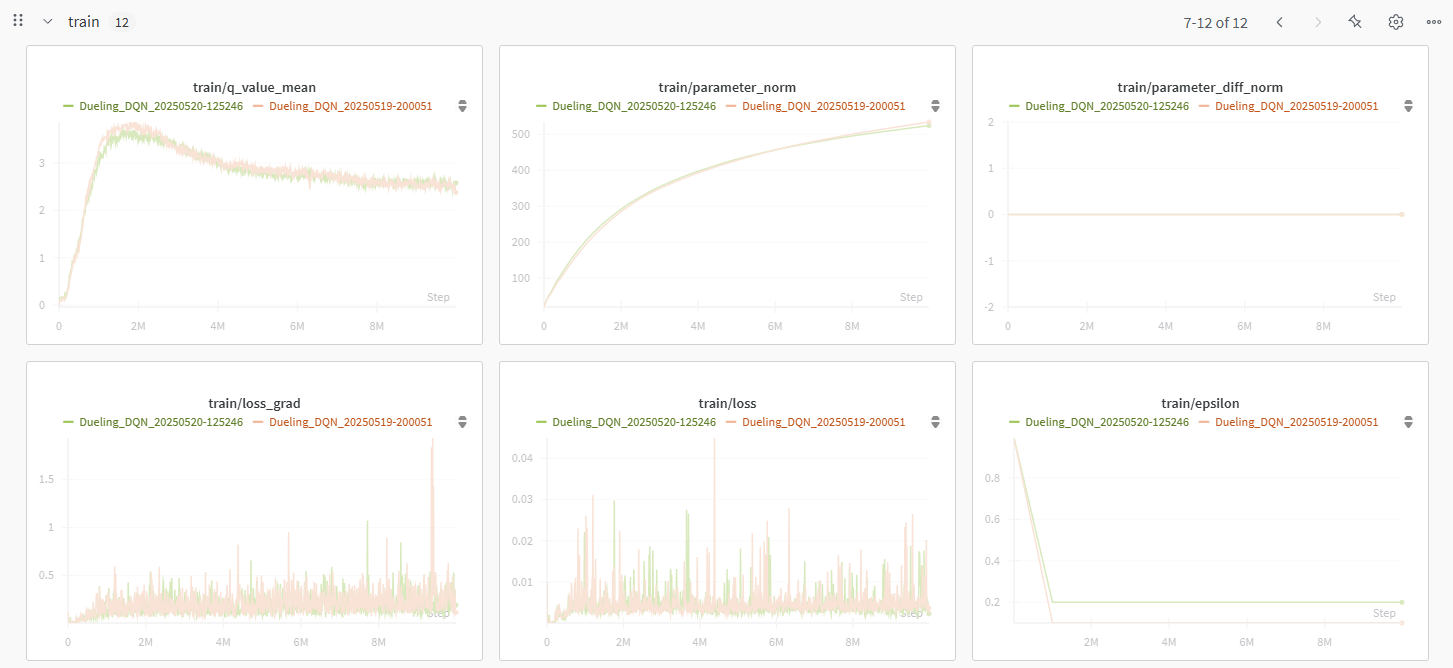 train 12
7-12 of 12
train/q_value_mean
Dueling_DQN_20250520-125246 Dueling_DQN_20250519-200051
3
2
1
0
Step
0 2M 4M 6M 8M
train/parameter_norm
Dueling_DQN_20250520-125246 Dueling_DQN_20250519-200051
500
400
300
200
100
Step
0 2M 4M 6M 8M
train/parameter_diff_norm
Dueling_DQN_20250520-125246 Dueling_DQN_20250519-200051
2
1
0
-1
-2
Step
0 2M 4M 6M 8M
train/loss_grad
Dueling_DQN_20250520-125246 Dueling_DQN_20250519-200051
1.5
1
0.5
Step
0 2M 4M 6M 8M
train/loss
Dueling_DQN_20250520-125246 Dueling_DQN_20250519-200051
0.04
0.03
0.02
0.01
Step
0 2M 4M 6M 8M
train/epsilon
Dueling_DQN_20250520-125246 Dueling_DQN_20250519-200051
0.8
0.6
0.4
0.2
Step
2M 4M 6M 8M